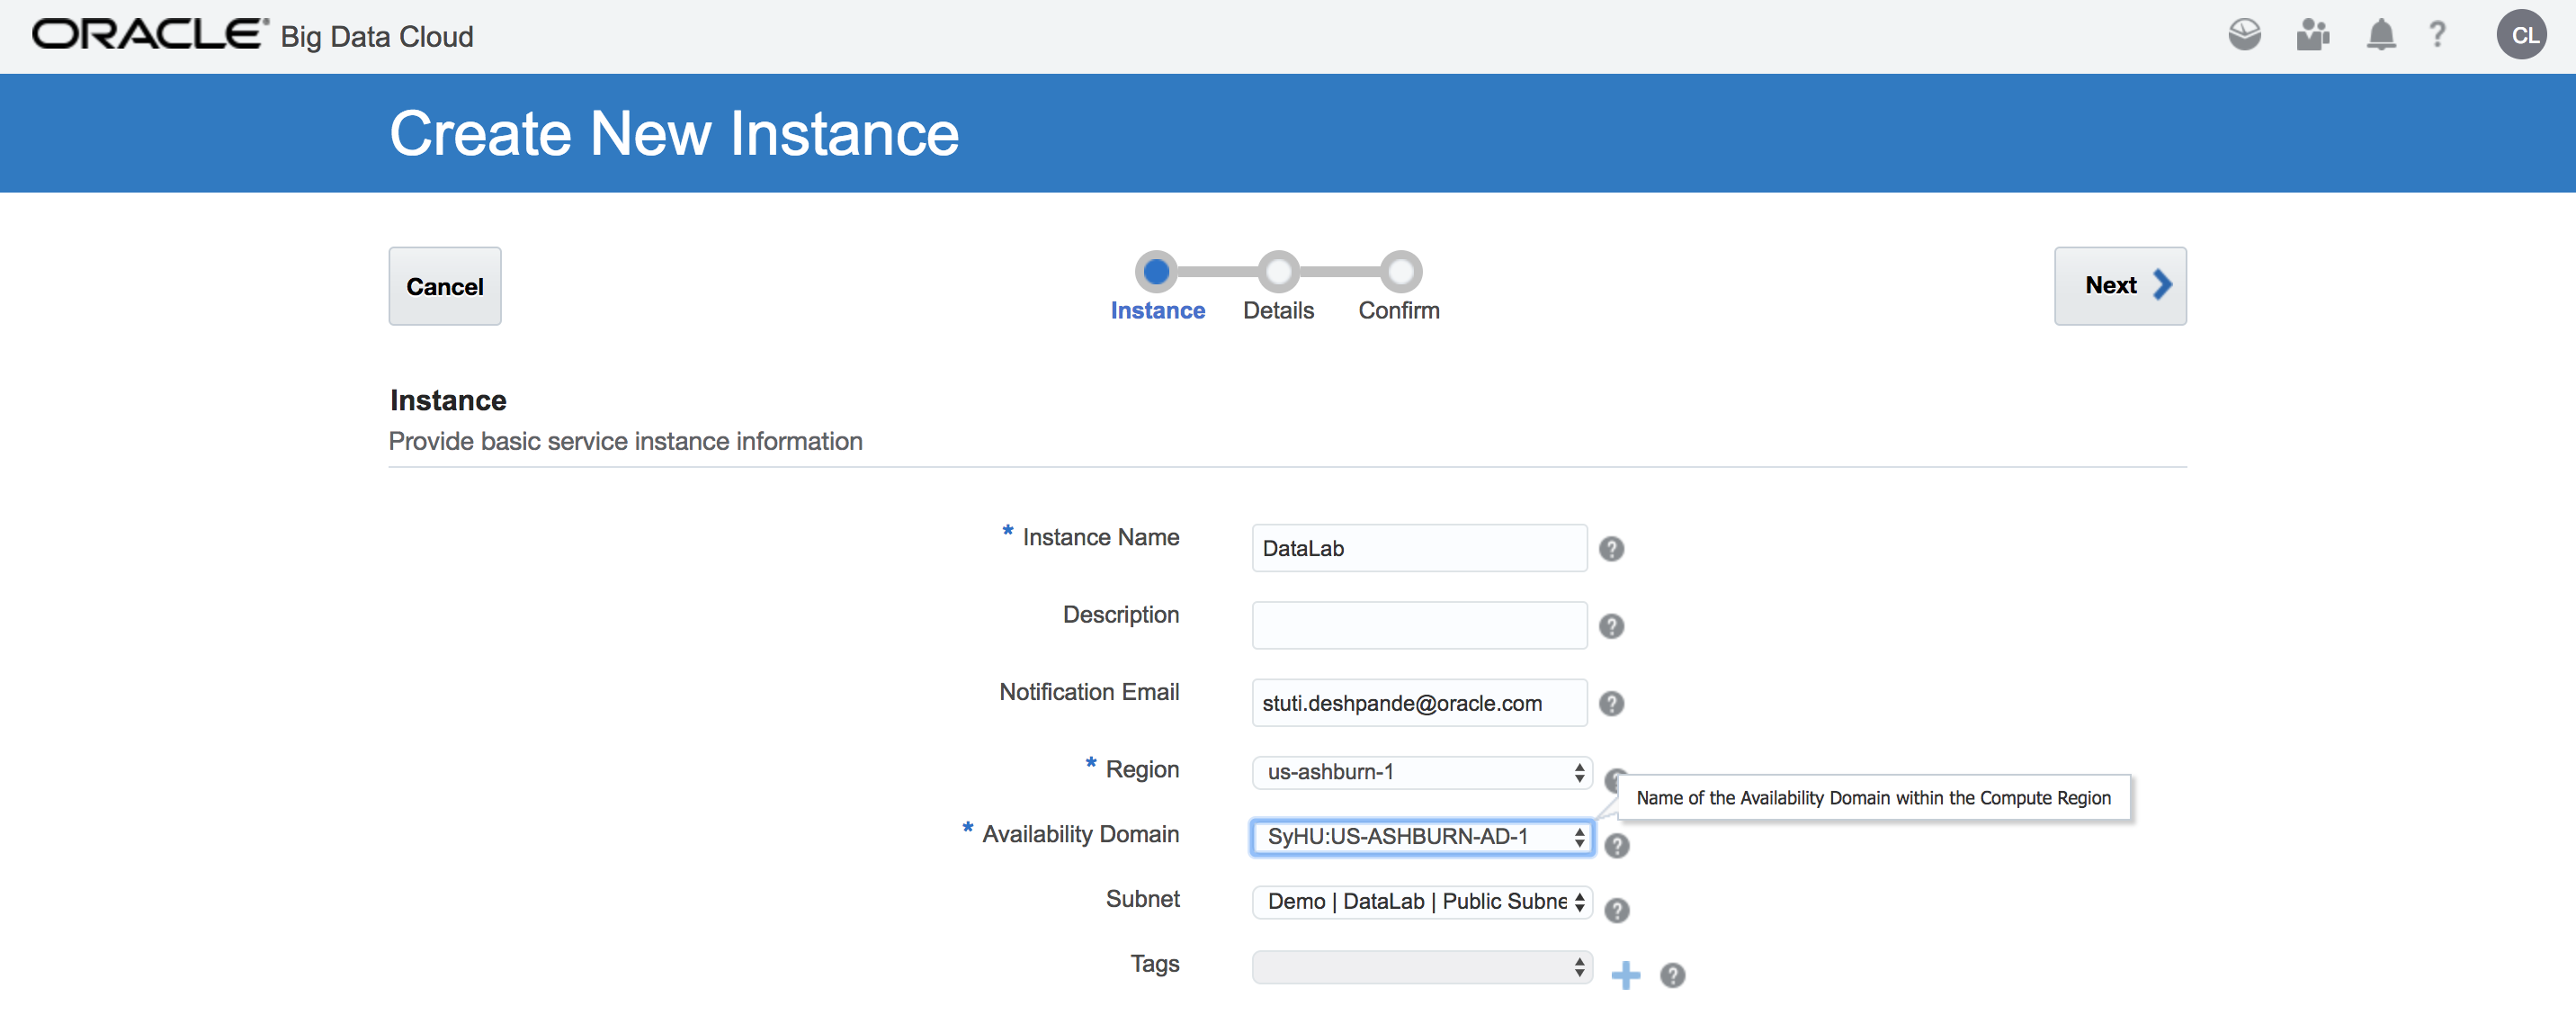 ORACLE® Big Data Cloud
? CL
Create New Instance
Cancel
Next
Instance Details Confirm
Instance
Provide basic service instance information
* Instance Name DataLab ?
Description ?
Notification Email stuti.deshpande@oracle.com ?
* Region us-ashburn-1 ?
Name of the Availability Domain within the Compute Region
* Availability Domain SyHU:US-ASHBURN-AD-1 ?
Subnet Demo | DataLab | Public Subne ?
Tags + ?